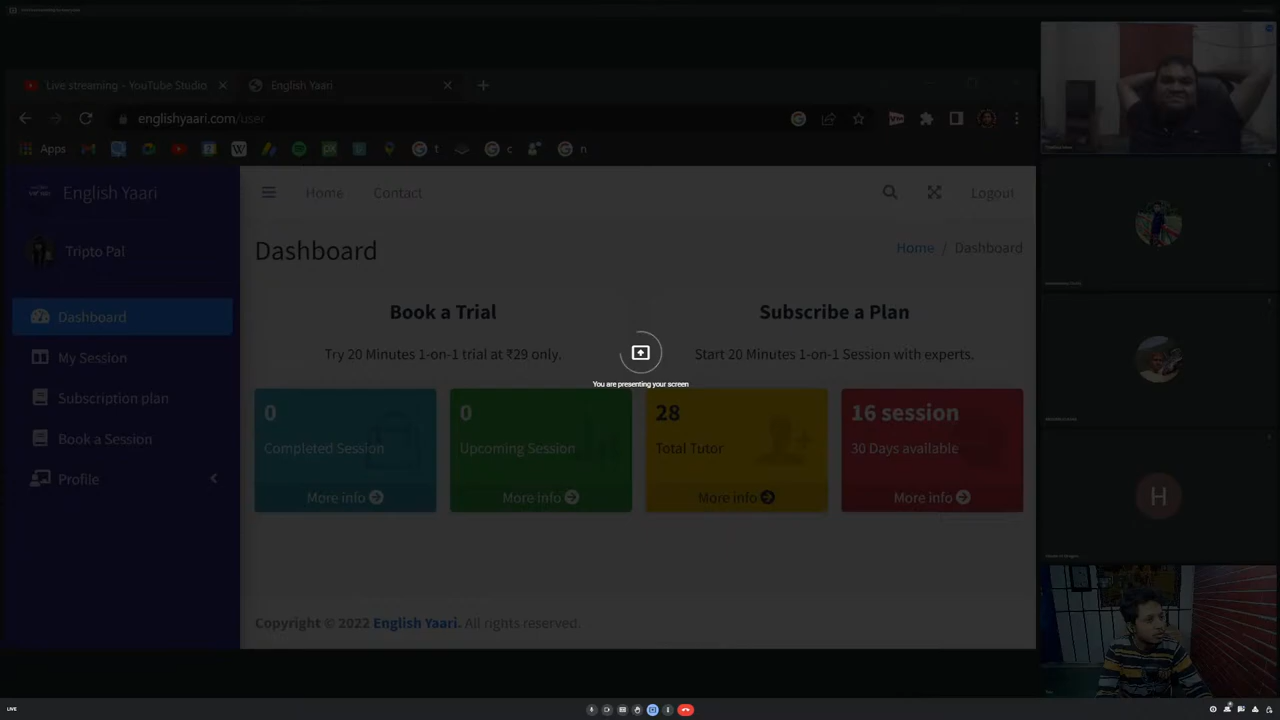 Live streaming - YouTube Studio
English Yaari
englishyaari.com/user
Apps
t
c
n
English Yaari
Home
Contact
Logout
Tripto Pal
Dashboard
Home / Dashboard
Dashboard
My Session
Subscription plan
Book a Session
Profile
Book a Trial
Try 20 Minutes 1-on-1 trial at ₹29 only.
Subscribe a Plan
Start 20 Minutes 1-on-1 Session with experts.
You are presenting your screen
0
Completed Session
More info
0
Upcoming Session
More info
28
Total Tutor
More info
16 session
30 Days available
More info
Copyright © 2022 English Yaari. All rights reserved.
H
LIVE